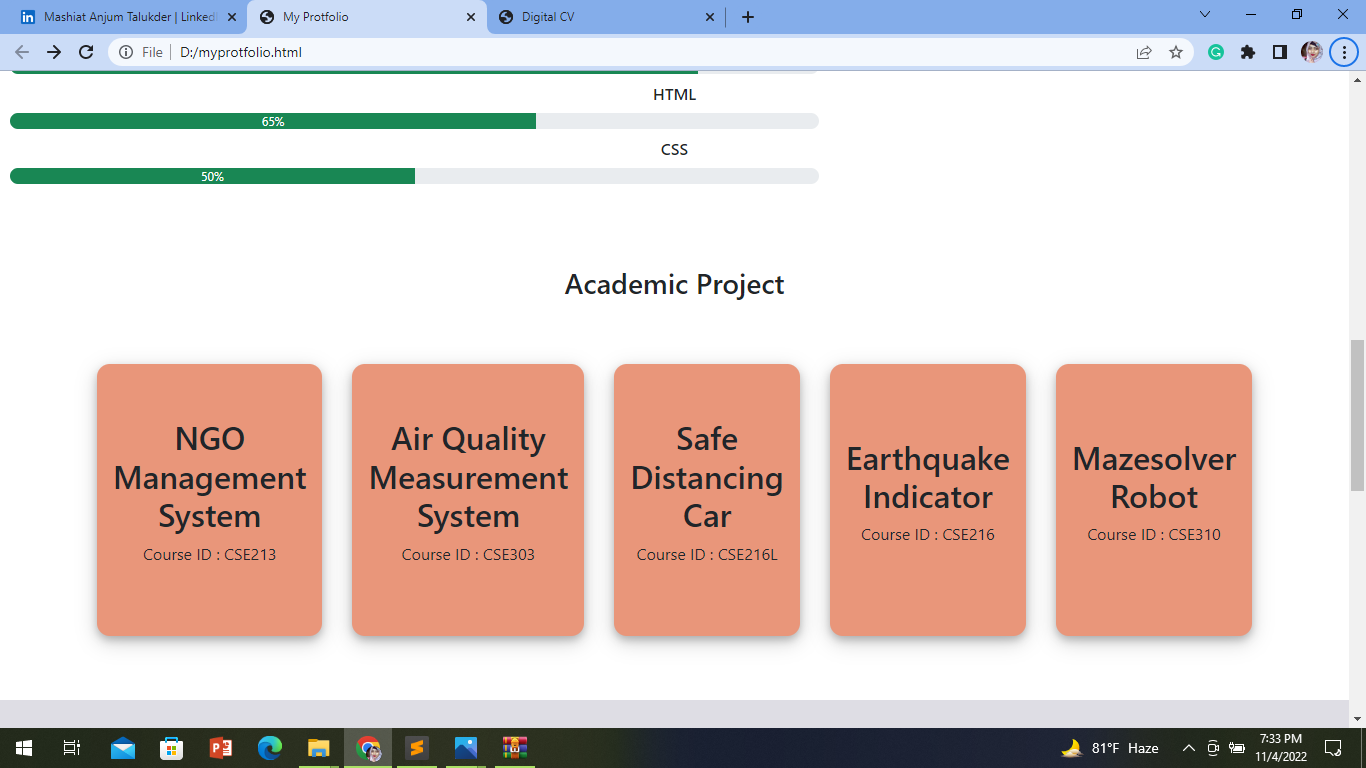 Mashiat Anjum Talukder | LinkedI
My Protfolio
Digital CV
File
D:/myprotfolio.html
HTML
65%
CSS
50%
Academic Project
NGO
Management
System
Course ID : CSE213
Air Quality
Measurement
System
Course ID : CSE303
Safe
Distancing
Car
Course ID : CSE216L
Earthquake
Indicator
Course ID : CSE216
Mazesolver
Robot
Course ID : CSE310
81°F Haze
7:33 PM
11/4/2022